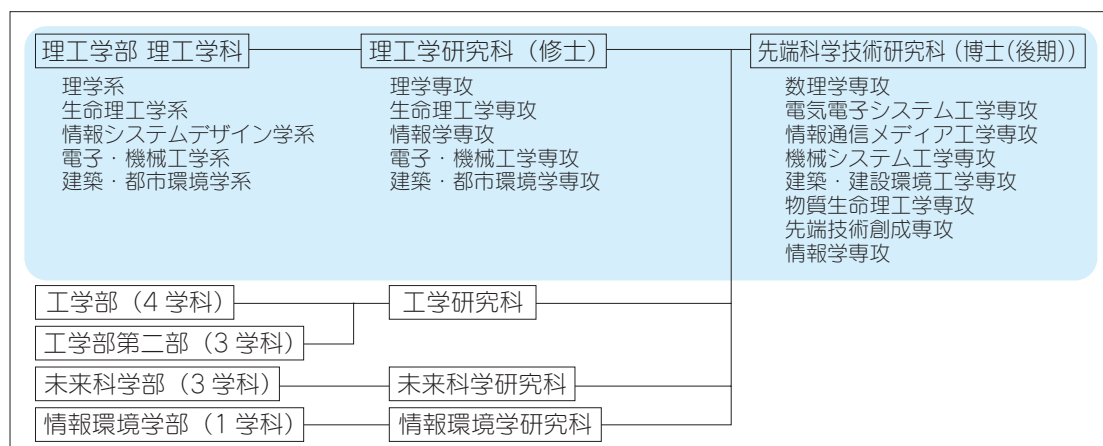 理工学部 理工学科
理学系
生命理工学系
情報システムデザイン学系
電子・機械工学系
建築・都市環境学系
理工学研究科（修士）
理学専攻
生命理工学専攻
情報学専攻
電子・機械工学専攻
建築・都市環境学専攻
先端科学技術研究科（博士（後期））
数理学専攻
電気電子システム工学専攻
情報通信メディア工学専攻
機械システム工学専攻
建築・建設環境工学専攻
物質生命理工学専攻
先端技術創成専攻
情報学専攻
工学部（4 学科）
工学研究科
工学部第二部（3 学科）
未来科学部（3 学科）
未来科学研究科
情報環境学部（1 学科）
情報環境学研究科